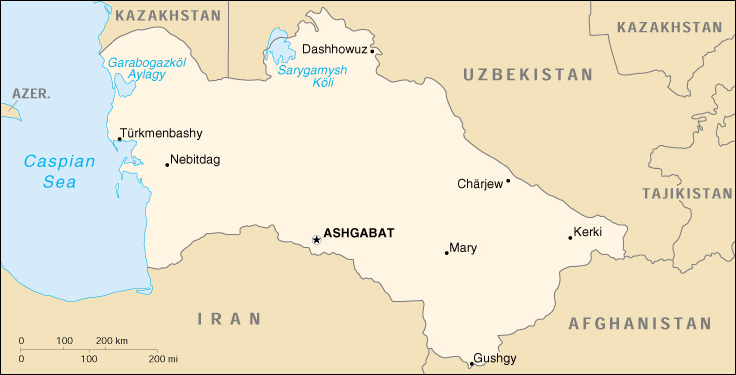 KAZAKHSTAN
KAZAKHSTAN
Dashhowuz
Garabogazköl
Aylagy
Sarygamysh
Köli
UZBEKISTAN
AZER.
Türkmenbashy
Caspian
Sea
Nebitdag
Chärjew
TAJIKISTAN
ASHGABAT
Mary
Kerki
IRAN
AFGHANISTAN
0 100 200 km
0 100 200 mi
Gushgy